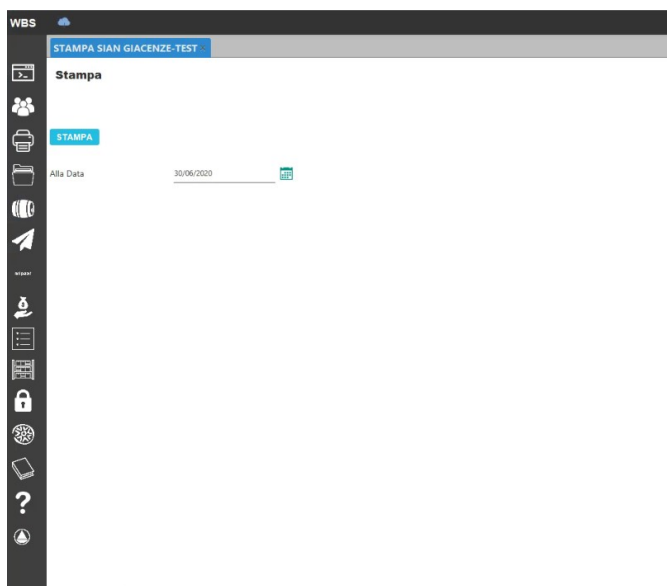 WBS
STAMPA SIAN GIACENZE-TEST ×
Stampa
STAMPA
Alla Data 30/06/2020